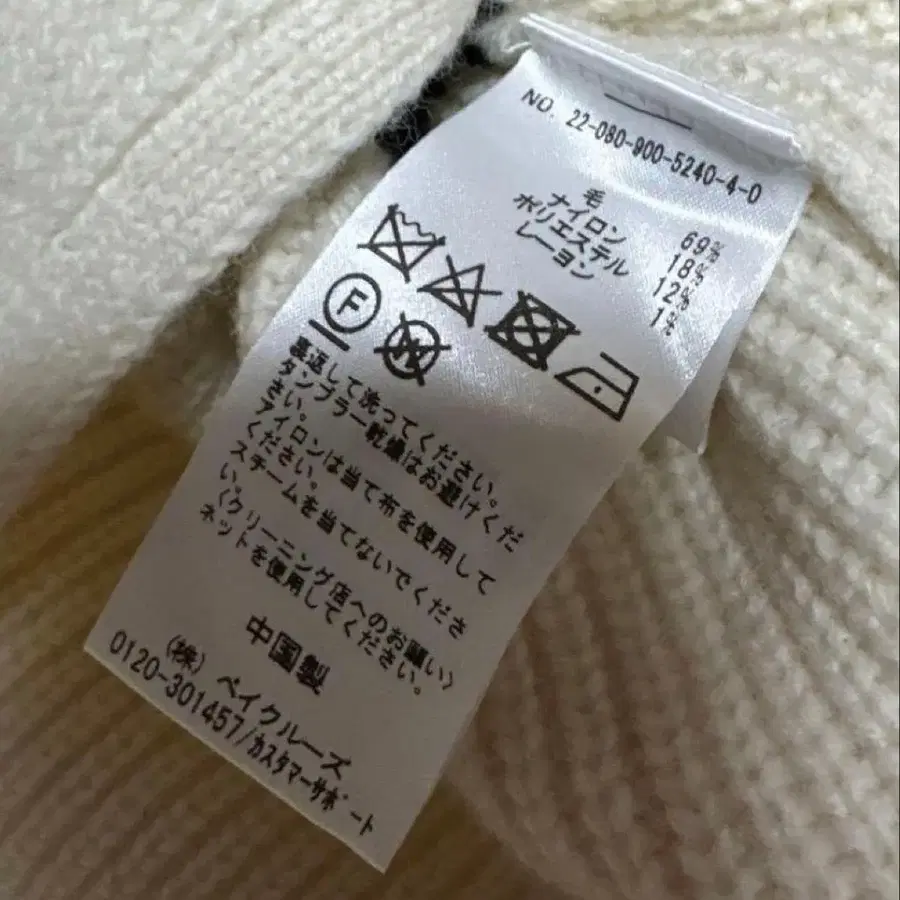 NO. 22-080-900-5240-4-0
毛 69%
ナイロン 18%
ポリエステル 12%
レーヨン 1%
F
W
裏返して洗ってください。
タンブラー乾燥はお避けくだ
さい。
アイロンは当て布を使用して
ください。
スチームを当てないでくださ
い。
〈クリーニング店へのお願い〉
ネットを使用してください。
中国製
(株) ベイクルーズ
0120-301457/カスタマーサポート